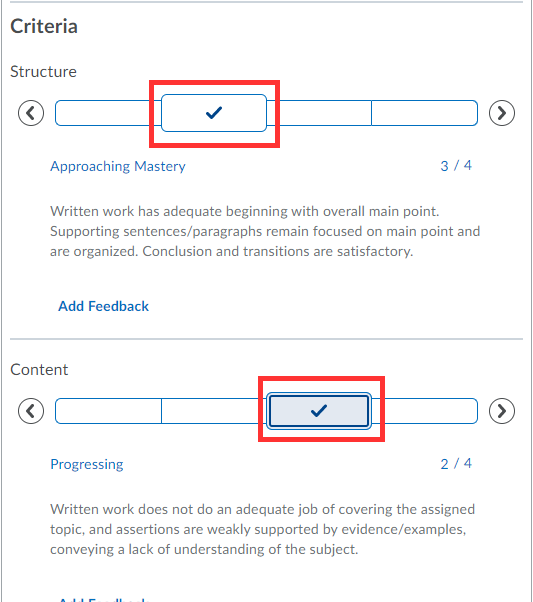 Criteria
Structure
Approaching Mastery 3 / 4
Written work has adequate beginning with overall main point.
Supporting sentences/paragraphs remain focused on main point and
are organized. Conclusion and transitions are satisfactory.
Add Feedback
Content
Progressing 2 / 4
Written work does not do an adequate job of covering the assigned
topic, and assertions are weakly supported by evidence/examples,
conveying a lack of understanding of the subject.
Add Feedback